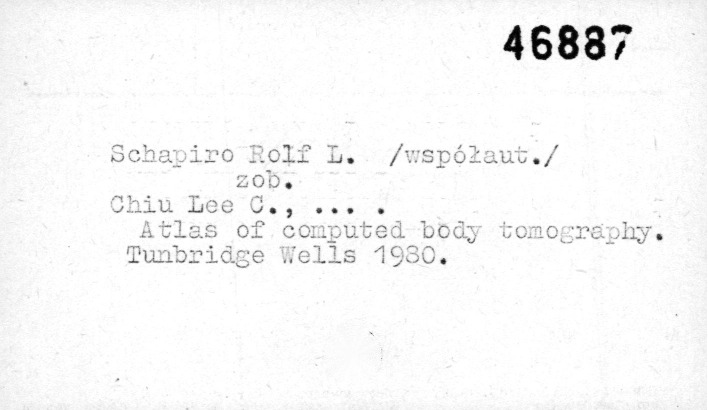 46887
Schapiro Rolf L. /współaut./
zob.
Chiu Lee C., ... .
Atlas of computed body tomography.
Tunbridge Wells 1980.